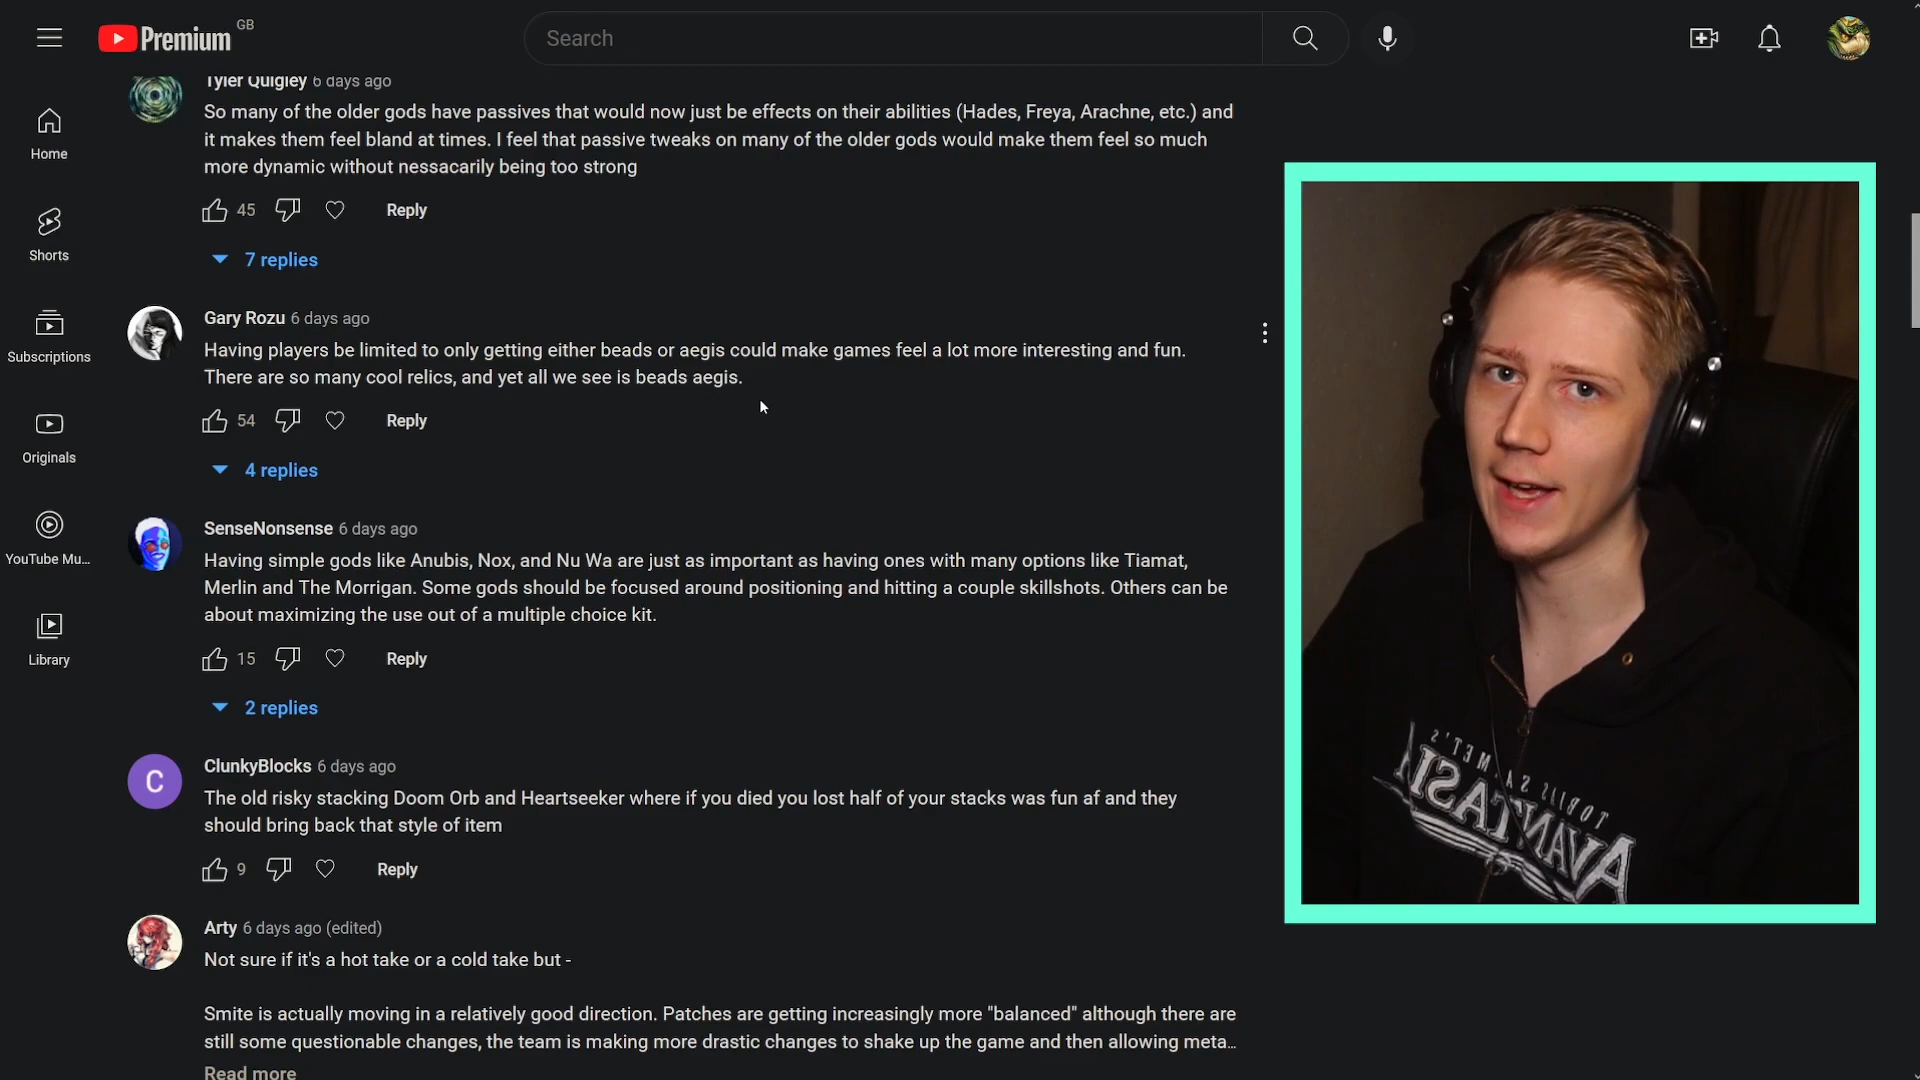 GB
Premium
Search
Home
Shorts
Subscriptions
Originals
YouTube Mu...
Library
Tyler Quigley 6 days ago
So many of the older gods have passives that would now just be effects on their abilities (Hades, Freya, Arachne, etc.) and
it makes them feel bland at times. I feel that passive tweaks on many of the older gods would make them feel so much
more dynamic without nessacarily being too strong
45
Reply
7 replies
Gary Rozu 6 days ago
Having players be limited to only getting either beads or aegis could make games feel a lot more interesting and fun.
There are so many cool relics, and yet all we see is beads aegis.
54
Reply
4 replies
SenseNonsense 6 days ago
Having simple gods like Anubis, Nox, and Nu Wa are just as important as having ones with many options like Tiamat,
Merlin and The Morrigan. Some gods should be focused around positioning and hitting a couple skillshots. Others can be
about maximizing the use out of a multiple choice kit.
15
Reply
2 replies
C
ClunkyBlocks 6 days ago
The old risky stacking Doom Orb and Heartseeker where if you died you lost half of your stacks was fun af and they
should bring back that style of item
9
Reply
Arty 6 days ago (edited)
Not sure if it's a hot take or a cold take but -
Smite is actually moving in a relatively good direction. Patches are getting increasingly more "balanced" although there are
still some questionable changes, the team is making more drastic changes to shake up the game and then allowing meta...
Read more
TOBIAS SAMMET'S
AVANTASIA